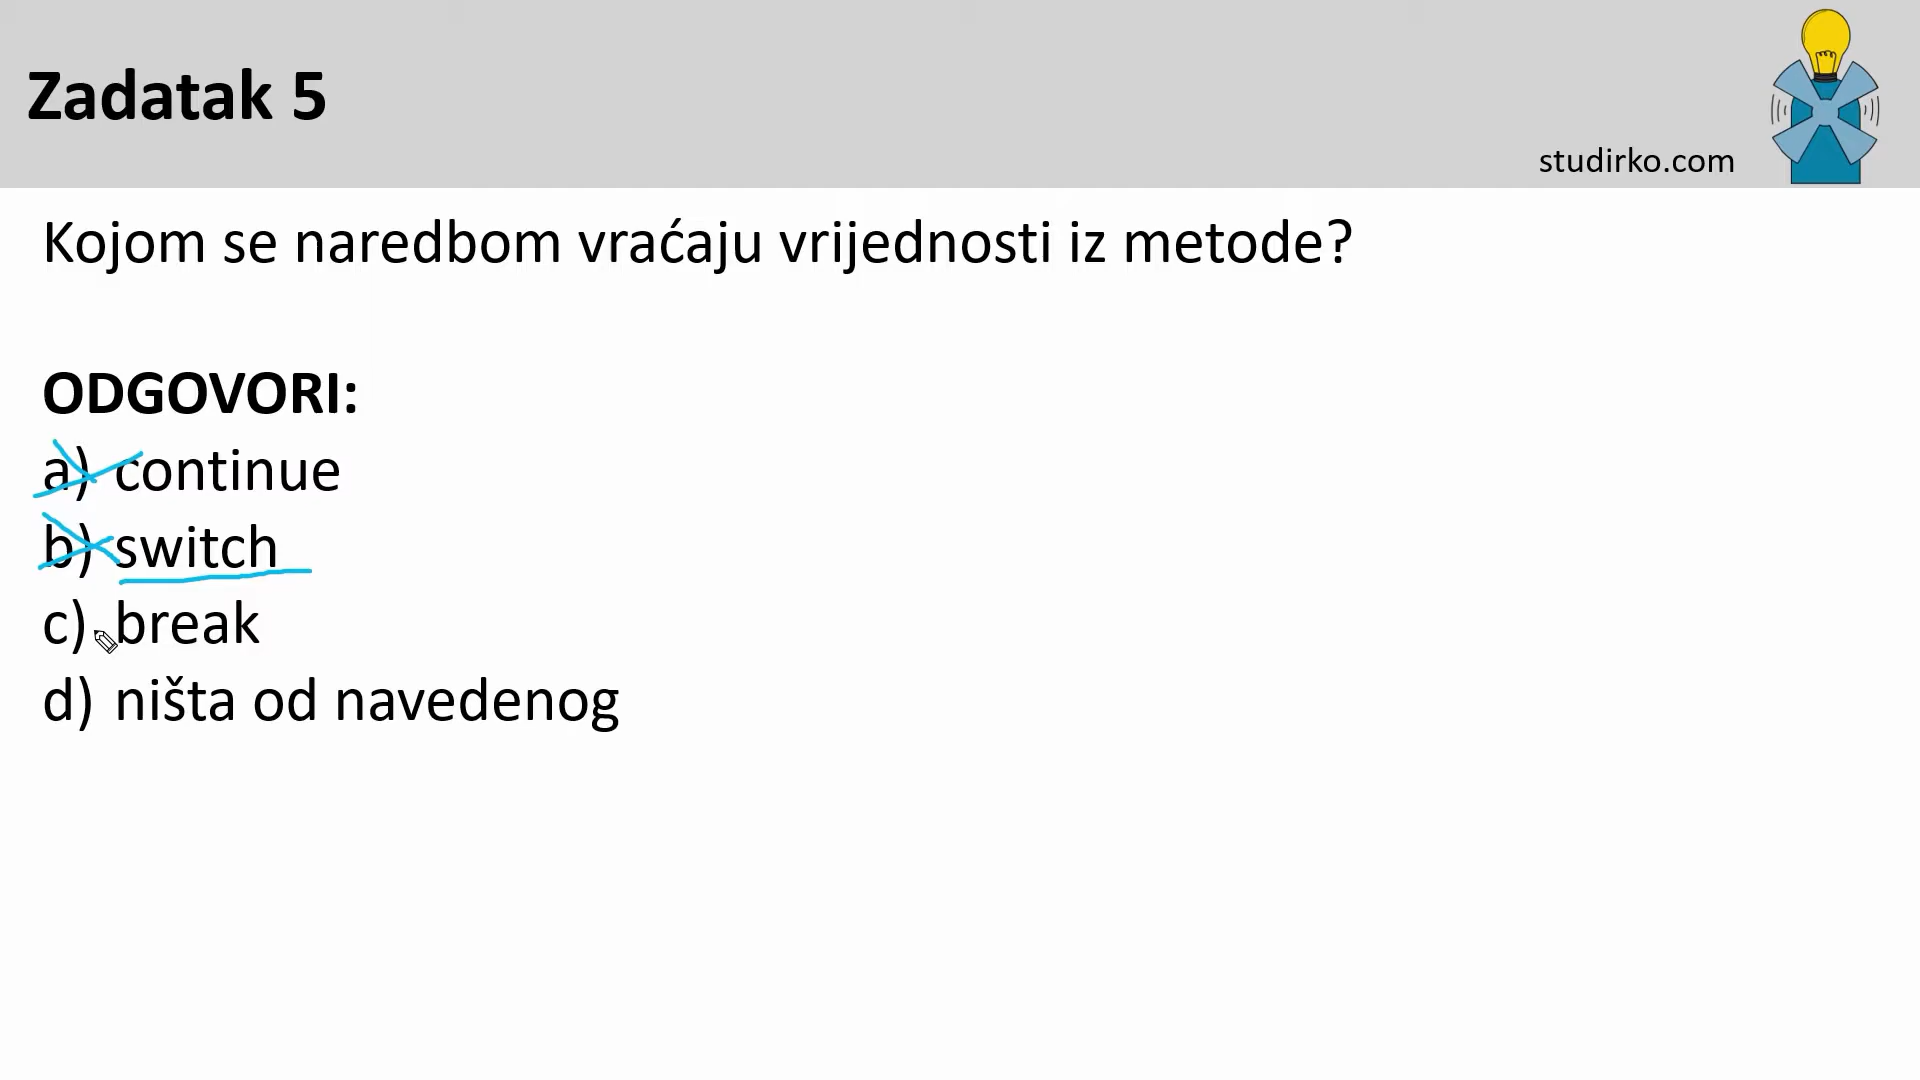 Zadatak 5
studirko.com
Kojom se naredbom vraćaju vrijednosti iz metode?
ODGOVORI:
a) continue
b) switch
c) break
d) ništa od navedenog